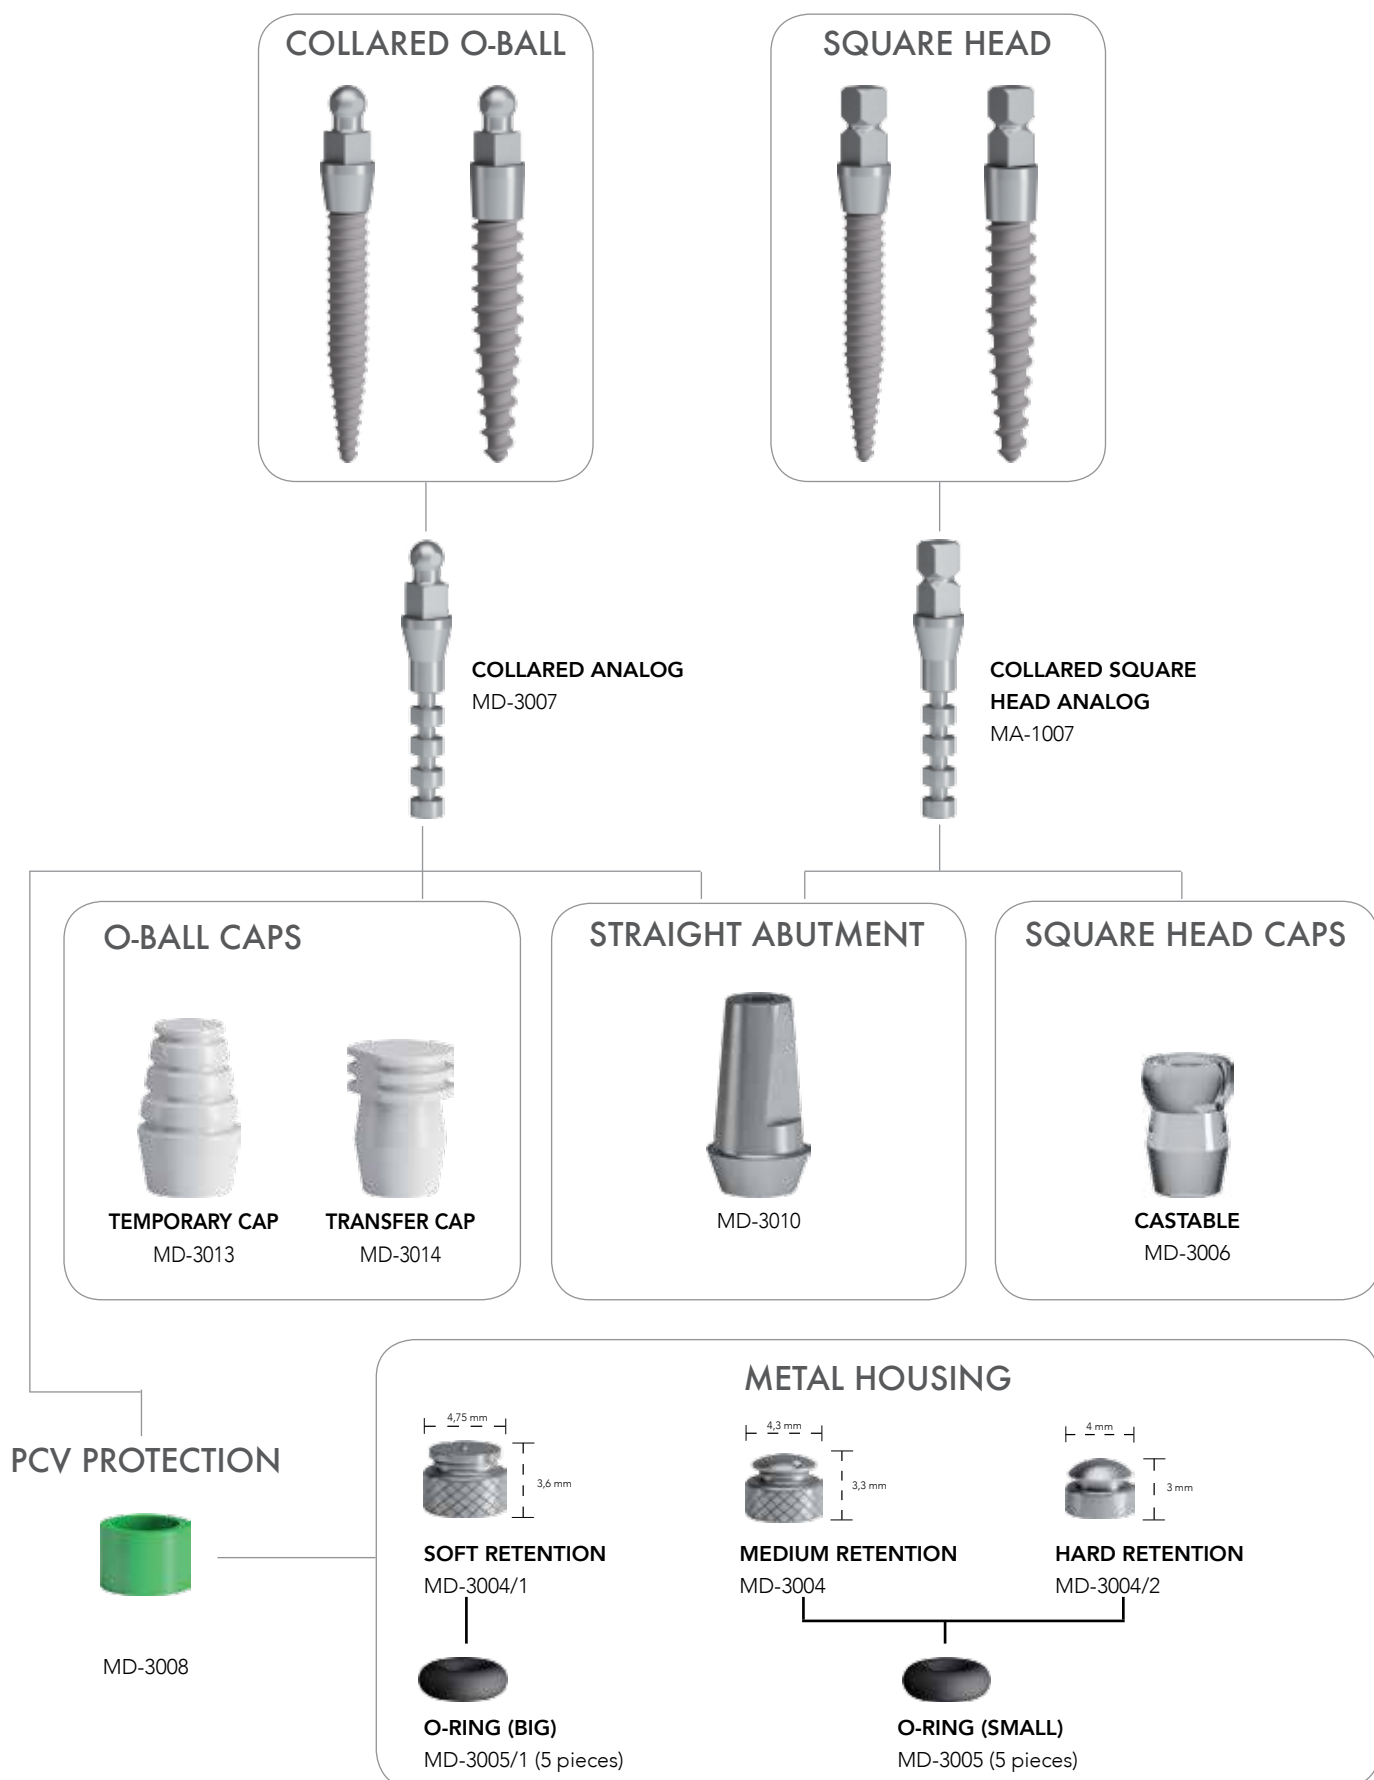 COLLARED O-BALL
SQUARE HEAD
COLLARED ANALOG
MD-3007
COLLARED SQUARE
HEAD ANALOG
MA-1007
O-BALL CAPS
TEMPORARY CAP
MD-3013
TRANSFER CAP
MD-3014
STRAIGHT ABUTMENT
MD-3010
SQUARE HEAD CAPS
CASTABLE
MD-3006
PCV PROTECTION
MD-3008
METAL HOUSING
4,75 mm
3,6 mm
SOFT RETENTION
MD-3004/1
4,3 mm
3,3 mm
MEDIUM RETENTION
MD-3004
4 mm
3 mm
HARD RETENTION
MD-3004/2
O-RING (BIG)
MD-3005/1 (5 pieces)
O-RING (SMALL)
MD-3005 (5 pieces)